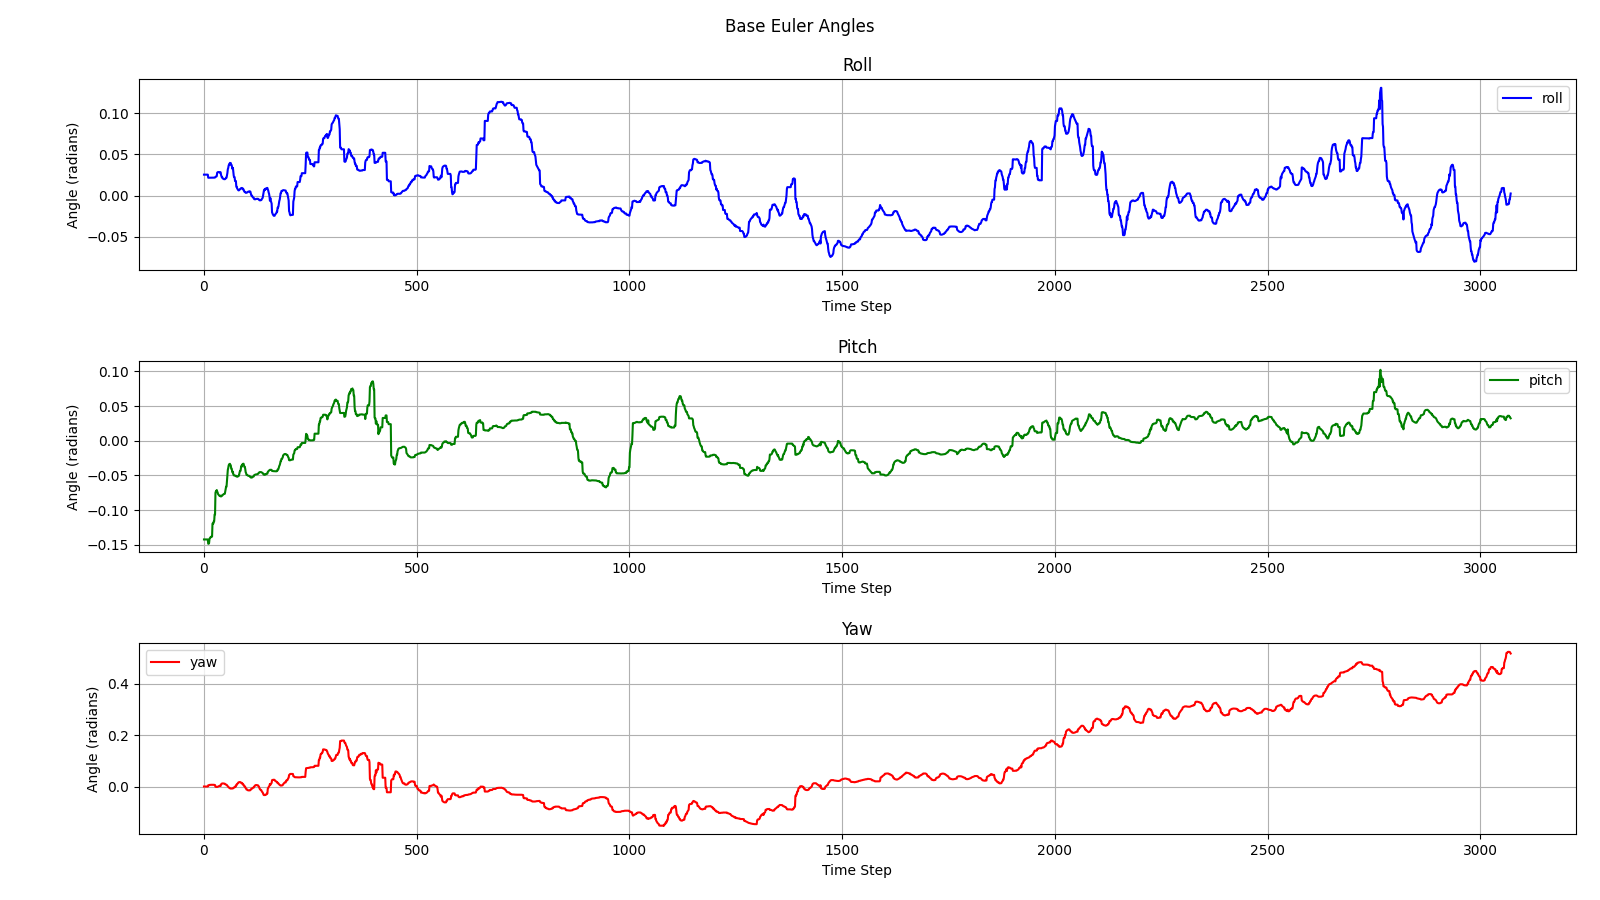 Base Euler Angles
Roll
Angle (radians)
0.10
0.05
0.00
−0.05
roll
0 500 1000 1500 2000 2500 3000
Time Step
Pitch
Angle (radians)
0.10
0.05
0.00
−0.05
−0.10
−0.15
pitch
0 500 1000 1500 2000 2500 3000
Time Step
Yaw
Angle (radians)
0.4
0.2
0.0
yaw
0 500 1000 1500 2000 2500 3000
Time Step